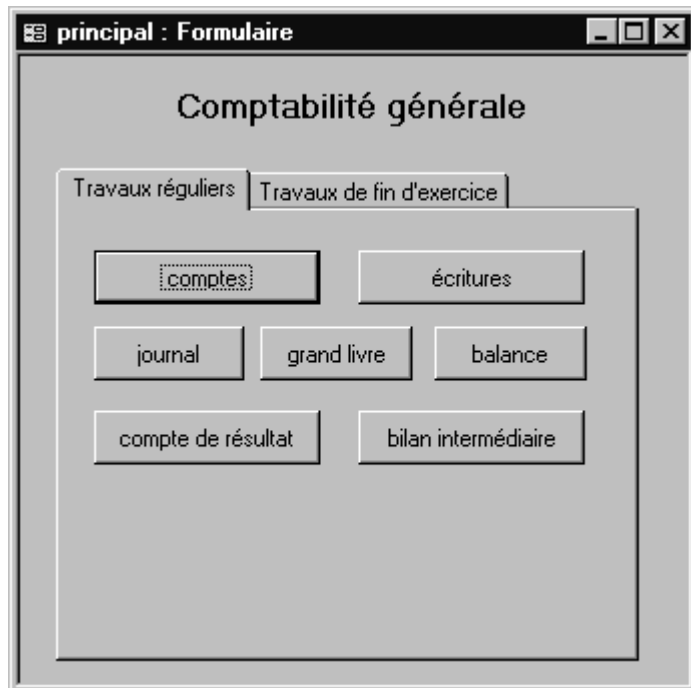 principal : Formulaire
Comptabilité générale
Travaux réguliers Travaux de fin d'exercice
comptes écritures
journal grand livre balance
compte de résultat bilan intermédiaire